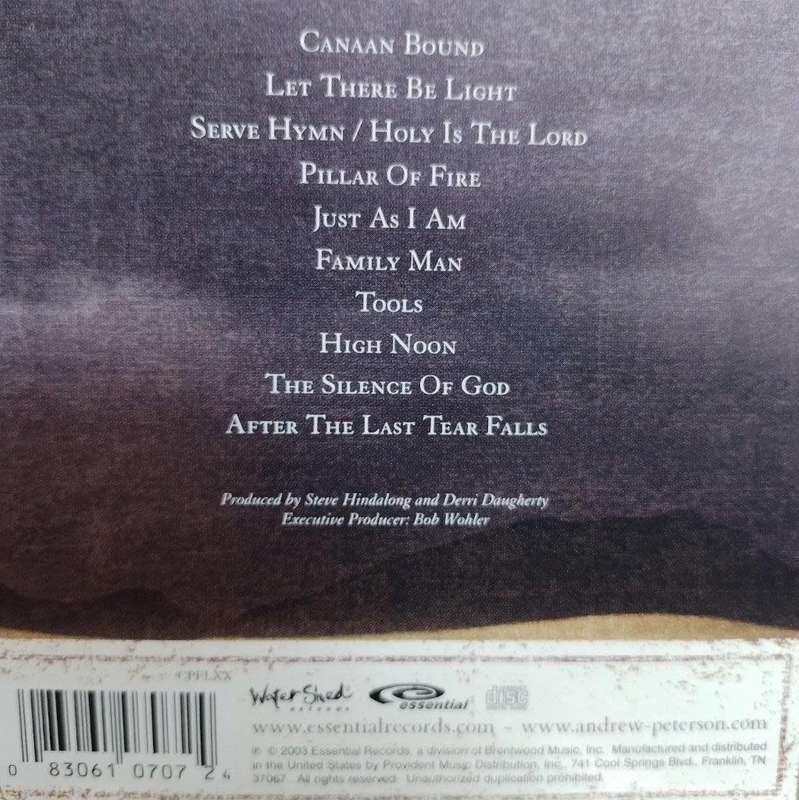 CANAAN BOUND
LET THERE BE LIGHT
SERVE HYMN / HOLY IS THE LORD
PILLAR OF FIRE
JUST AS I AM
FAMILY MAN
TOOLS
HIGH NOON
THE SILENCE OF GOD
AFTER THE LAST TEAR FALLS
Produced by Steve Hindalong and Derri Daugherty
Executive Producer: Bob Wohler
Water Shed RECORDS essential disc
www.essentialrecords.com - www.andrew-peterson.com
℗ © 2003 Essential Records, a division of Brentwood Music, Inc. Manufactured and distributed
in the United States by Provident Music Distribution, Inc., 741 Cool Springs Blvd., Franklin, TN
37067. All rights reserved. Unauthorized duplication prohibited.
0 83061 0707 2 4